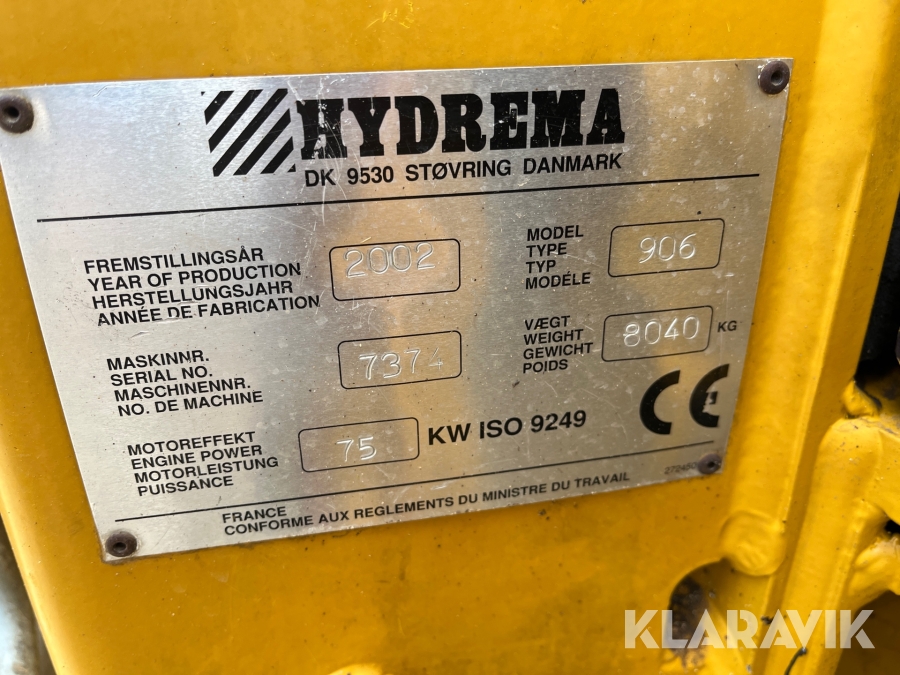 HYDREMA
DK 9530 STØVRING DANMARK
FREMSTILLINGSÅR
YEAR OF PRODUCTION
HERSTELLUNGSJAHR
ANNÉE DE FABRICATION
2002
MODEL
TYPE
TYP
MODÉLE
906
MASKINNR.
SERIAL NO.
MASCHINENNR.
NO. DE MACHINE
7374
VÆGT
WEIGHT
GEWICHT
POIDS
8040 KG
MOTOREFFEKT
ENGINE POWER
MOTORLEISTUNG
PUISSANCE
75 KW ISO 9249
CE
FRANCE
CONFORME AUX REGLEMENTS DU MINISTRE DU TRAVAIL
KLARAVIK